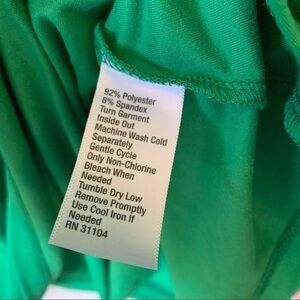 92% Polyester
8% Spandex
Turn Garment
Inside Out
Machine Wash Cold
Separately
Gentle Cycle
Only Non-Chlorine
Bleach When
Needed
Tumble Dry Low
Remove Promptly
Use Cool Iron If
Needed
RN 31104